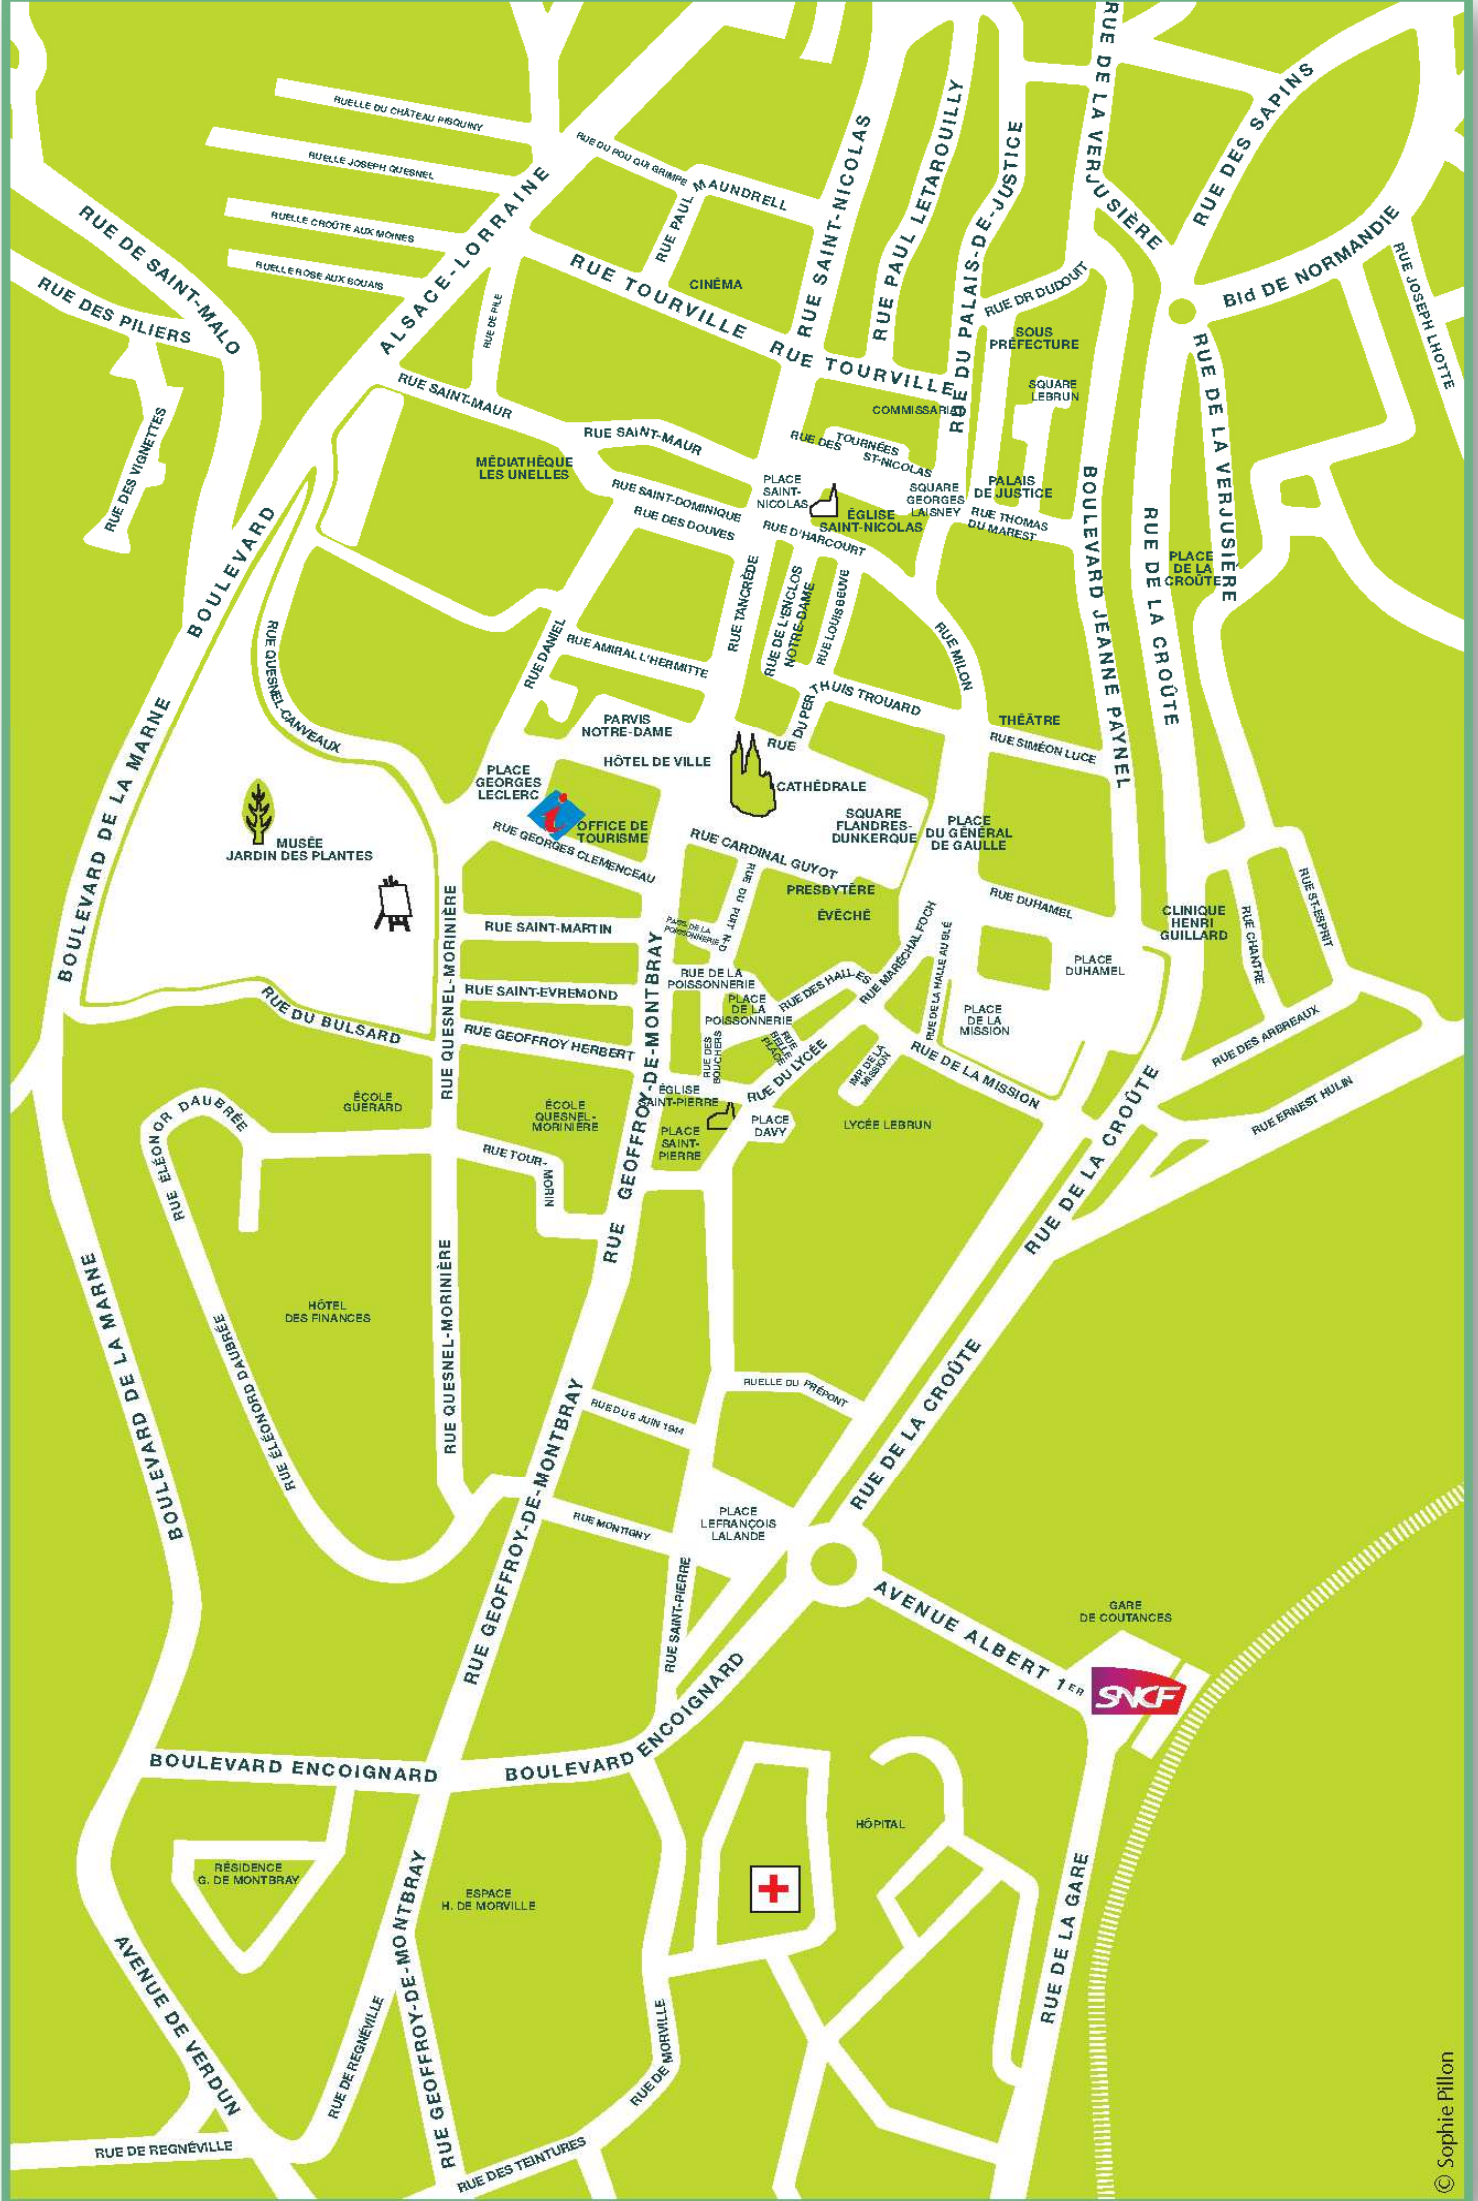 RUE DE LA VERJUSIÈRE
RUE DES SAPINS
RUELLE DU CHÂTEAU PISQUINY
RUELLE JOSEPH QUESNEL
RUELLE CROÛTE AUX MOINES
RUELLE ROSE AUX BOUAIS
RUE DU POU QUI GRIMPE
RUE PAUL MAUNDRELL
RUE SAINT-NICOLAS
RUE PAUL LETAROUILLY
RUE DU PALAIS-DE-JUSTICE
RUE DE SAINT-MALO
RUE DES PILIERS
RUE DES VIGNETTES
BOULEVARD
ALSACE-LORRAINE
RUE DE PILE
RUE TOURVILLE
RUE TOURVILLE
CINÉMA
RUE DR DUDOUIT
SOUS
PRÉFECTURE
SQUARE
LEBRUN
Bld DE NORMANDIE
RUE JOSEPH LHOTTE
RUE DE LA VERJUSIÈRE
COMMISSARIAT
RUE SAINT-MAUR
RUE SAINT-MAUR
MÉDIATHÈQUE
LES UNELLES
RUE DES TOURNÉES
ST-NICOLAS
RUE SAINT-DOMINIQUE
RUE DES DOUVES
PLACE
SAINT-
NICOLAS
ÉGLISE
SAINT-NICOLAS
SQUARE
GEORGES
LAISNEY
PALAIS
DE JUSTICE
RUE THOMAS
DU MAREST
RUE D'HARCOURT
BOULEVARD JEANNE PAYNEL
RUE DE LA CROÛTE
PLACE
DE LA
CROÛTE
RUE TANCRÈDE
RUE DE L'ENCLOS
NOTRE-DAME
RUE LOUIS BEUVE
RUE MILON
RUE DANIEL
RUE AMIRAL L'HERMITTE
RUE QUESNEL-CANVEAUX
RUE DU PERTHUIS TROUARD
PARVIS
NOTRE-DAME
HÔTEL DE VILLE
THÉÂTRE
RUE SIMÉON LUCE
BOULEVARD DE LA MARNE
PLACE
GEORGES
LECLERC
i
OFFICE DE
TOURISME
CATHÉDRALE
SQUARE
FLANDRES-
DUNKERQUE
PLACE
DU GÉNÉRAL
DE GAULLE
MUSÉE
JARDIN DES PLANTES
RUE GEORGES CLEMENCEAU
RUE CARDINAL GUYOT
RUE DU PUIT N-D
PRESBYTÈRE
ÉVÊCHÉ
RUE DUHAMEL
CLINIQUE
HENRI
GUILLARD
RUE CHANTRE
RUE ST-ESPRIT
RUE SAINT-MARTIN
PASS. DE LA
POISSONNERIE
RUE MARÉCHAL FOCH
RUE DE LA HALLE AU BLÉ
PLACE
DUHAMEL
RUE QUESNEL-MORINIÈRE
RUE SAINT-EVREMOND
RUE DE LA
POISSONNERIE
PLACE
DE LA
POISSONNERIE
RUE DES HALLES
PLACE
DE LA
MISSION
RUE DU BULSARD
RUE GEOFFROY HERBERT
RUE DES
BOUCHERS
RUE
BELLE
PLACE
RUE DU LYCÉE
IMP. DE LA
MISSION
RUE DE LA MISSION
RUE DES ARBREAUX
RUE ERNEST HULIN
RUE GEOFFROY-DE-MONTBRAY
ÉCOLE
GUÉRARD
ÉCOLE
QUESNEL-
MORINIÈRE
ÉGLISE
SAINT-PIERRE
PLACE
SAINT-
PIERRE
PLACE
DAVY
LYCÉE LEBRUN
RUE ÉLÉONOR DAUBRÉE
RUE TOUR-
MORIN
RUE DE LA CROÛTE
BOULEVARD DE LA MARNE
HÔTEL
DES FINANCES
RUE ÉLÉONORD DAUBRÉE
RUE QUESNEL-MORINIÈRE
RUE DE LA CROÛTE
RUELLE DU PRÉPONT
RUE DU 6 JUIN 1944
RUE GEOFFROY-DE-MONTBRAY
RUE MONTIGNY
PLACE
LEFRANÇOIS
LALANDE
RUE SAINT-PIERRE
AVENUE ALBERT 1ER
GARE
DE COUTANCES
SNCF
BOULEVARD ENCOIGNARD
BOULEVARD ENCOIGNARD
HÔPITAL
RÉSIDENCE
G. DE MONTBRAY
ESPACE
H. DE MORVILLE
RUE DE LA GARE
AVENUE DE VERDUN
RUE DE REGNÉVILLE
RUE GEOFFROY-DE-MONTBRAY
RUE DE MORVILLE
RUE DE REGNÉVILLE
RUE DES TEINTURES
© Sophie Pillon